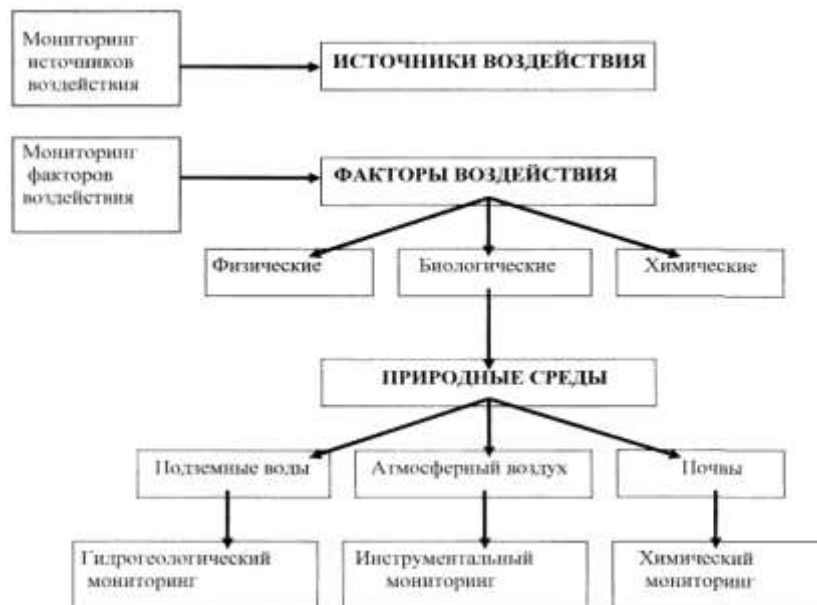 Мониторинг
источников
воздействия
ИСТОЧНИКИ ВОЗДЕЙСТВИЯ
Мониторинг
факторов
воздействия
ФАКТОРЫ ВОЗДЕЙСТВИЯ
Физические
Биологические
Химические
ПРИРОДНЫЕ СРЕДЫ
Подземные воды
Атмосферный воздух
Почвы
Гидрогеологический
мониторинг
Инструментальный
мониторинг
Химический
мониторинг